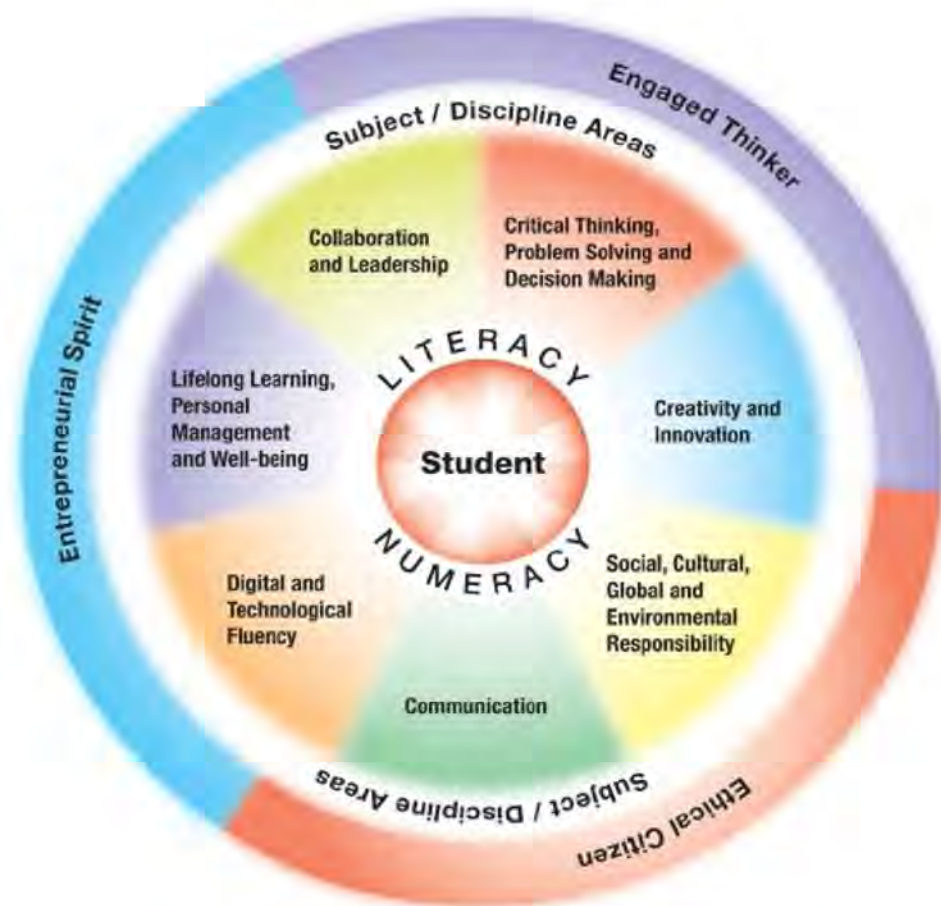 Engaged Thinker
Subject / Discipline Areas
Collaboration
and Leadership
Critical Thinking,
Problem Solving and
Decision Making
Entrepreneurial Spirit
LITERACY
Lifelong Learning,
Personal
Management
and Well-being
Student
Creativity and
Innovation
NUMERACY
Digital and
Technological
Fluency
Social, Cultural,
Global and
Environmental
Responsibility
Communication
Subject / Discipline Areas
Ethical Citizen